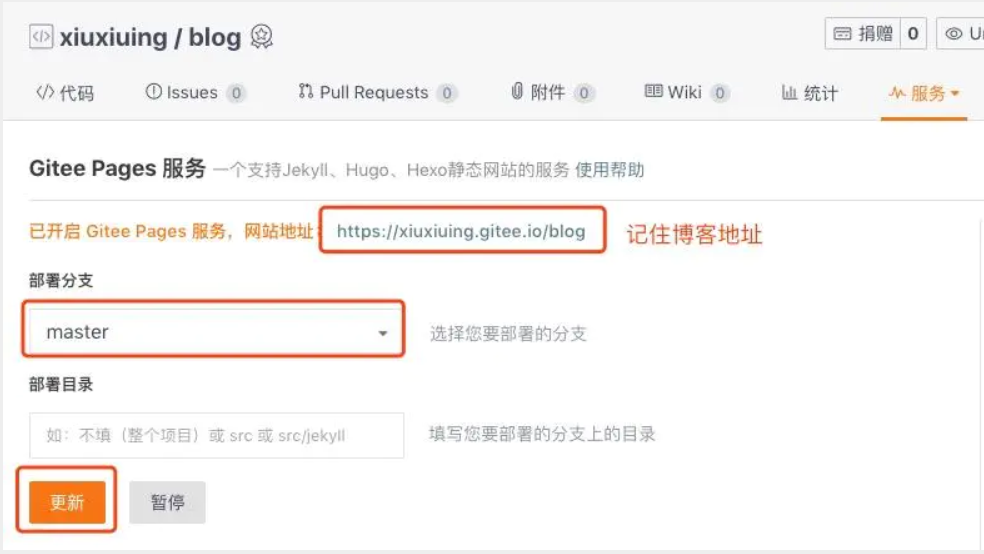 xiuxiuing / blog 捐赠 0 U
代码 Issues 0 Pull Requests 0 附件 0 Wiki 0 统计 服务
Gitee Pages 服务 一个支持Jekyll、Hugo、Hexo静态网站的服务 使用帮助
已开启 Gitee Pages 服务，网站地址： https://xiuxiuing.gitee.io/blog 记住博客地址
部署分支
master 选择您要部署的分支
部署目录
如：不填（整个项目）或 src 或 src/jekyll 填写您要部署的分支上的目录
更新 暂停